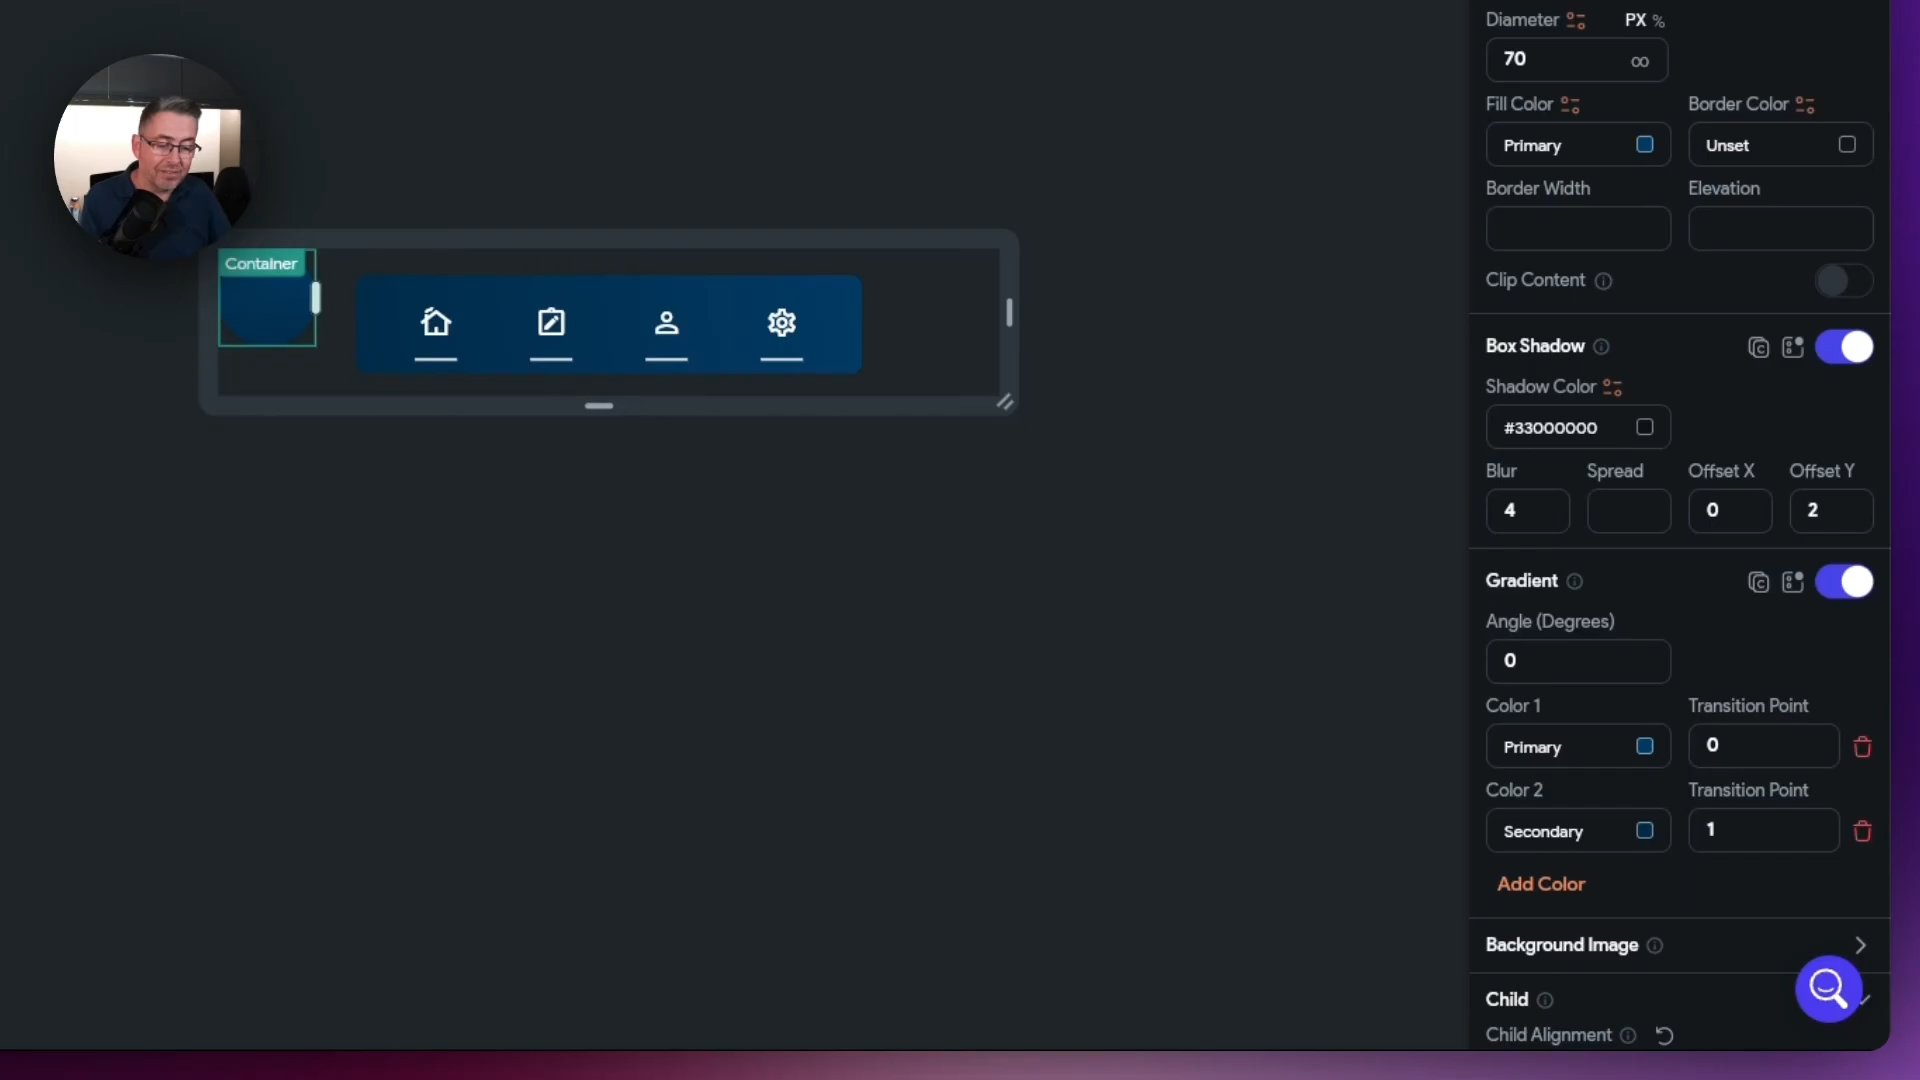 Diameter PX %
70
Fill Color Border Color
Primary Unset
Border Width Elevation
Container
Clip Content
Box Shadow
Shadow Color
#33000000
Blur Spread Offset X Offset Y
4 0 2
Gradient
Angle (Degrees)
0
Color 1 Transition Point
Primary 0
Color 2 Transition Point
Secondary 1
Add Color
Background Image
Child
Child Alignment